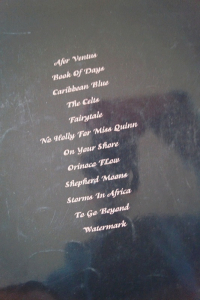 Afer Ventus
Book Of Days
Caribbean Blue
The Celts
Fairytale
No Holly For Miss Quinn
On Your Shore
Orinoco Flow
Shepherd Moons
Storms In Africa
To Go Beyond
Watermark